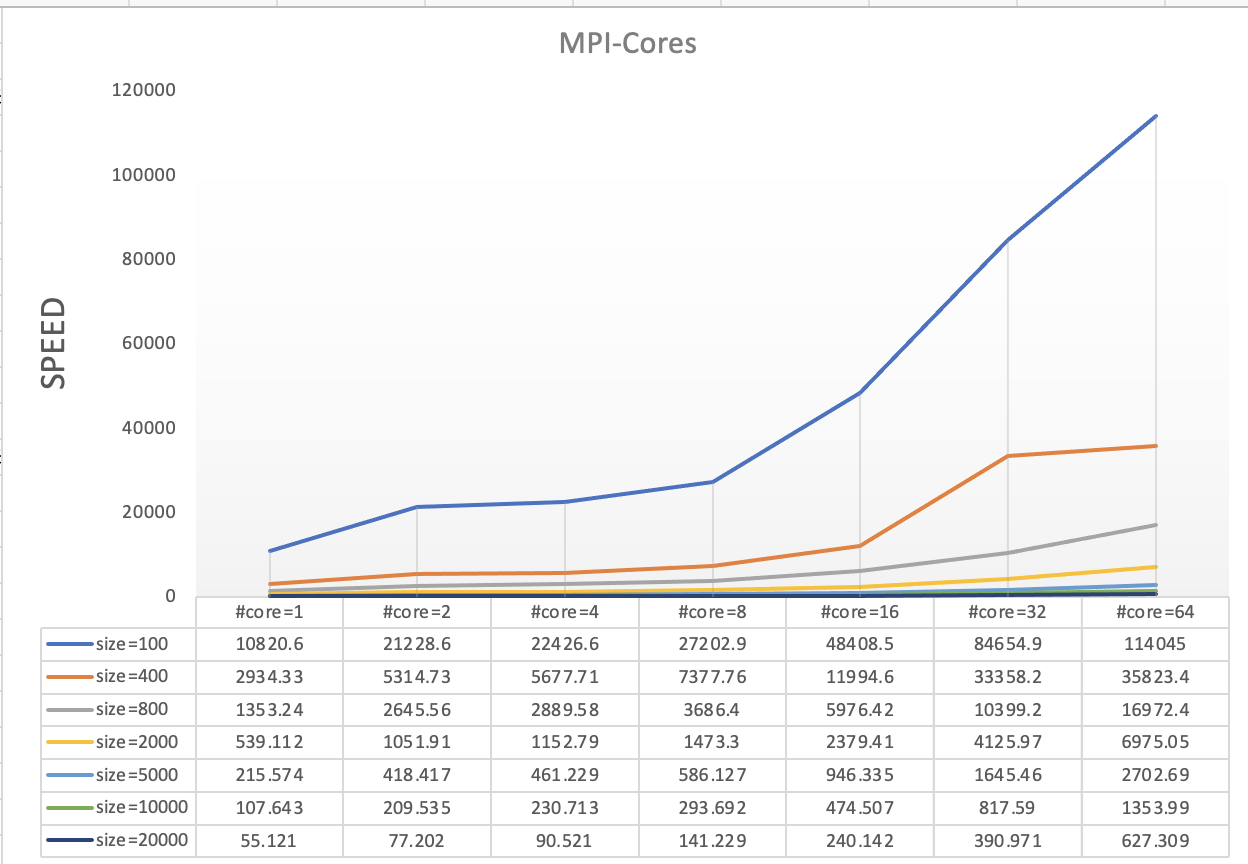 MPI-Cores
120000
100000
80000
60000
40000
20000
0
SPEED
#core=1 #core=2 #core=4 #core=8 #core=16 #core=32 #core=64
size=100 10820.6 21228.6 22426.6 27202.9 48408.5 84654.9 114045
size=400 2934.33 5314.73 5677.71 7377.76 11994.6 33358.2 35823.4
size=800 1353.24 2645.56 2889.58 3686.4 5976.42 10399.2 16972.4
size=2000 539.112 1051.91 1152.79 1473.3 2379.41 4125.97 6975.05
size=5000 215.574 418.417 461.229 586.127 946.335 1645.46 2702.69
size=10000 107.643 209.535 230.713 293.692 474.507 817.59 1353.99
size=20000 55.121 77.202 90.521 141.229 240.142 390.971 627.309